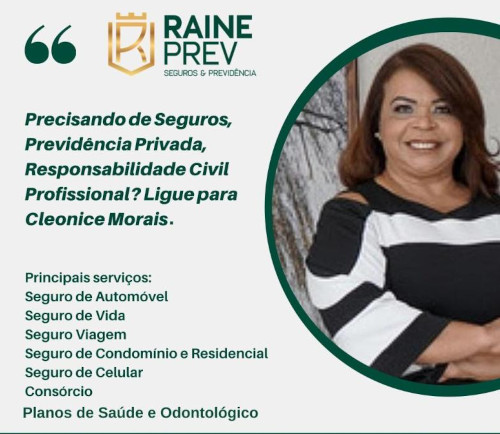 RAINE
PREV
SEGUROS & PREVIDÊNCIA
Precisando de Seguros,
Previdência Privada,
Responsabilidade Civil
Profissional? Ligue para
Cleonice Morais.
Principais serviços:
Seguro de Automóvel
Seguro de Vida
Seguro Viagem
Seguro de Condomínio e Residencial
Seguro de Celular
Consórcio
Planos de Saúde e Odontológico